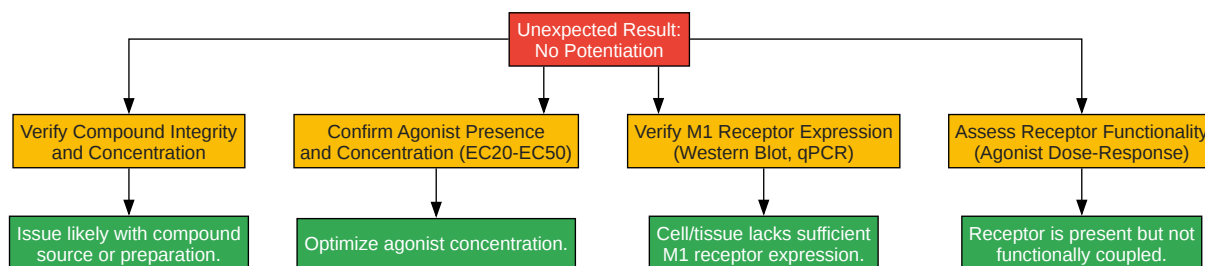 Unexpected Result:
No Potentiation
Verify Compound Integrity
and Concentration
Confirm Agonist Presence
and Concentration (EC20-EC50)
Verify M1 Receptor Expression
(Western Blot, qPCR)
Assess Receptor Functionality
(Agonist Dose-Response)
Issue likely with compound
source or preparation.
Optimize agonist concentration.
Cell/tissue lacks sufficient
M1 receptor expression.
Receptor is present but not
functionally coupled.